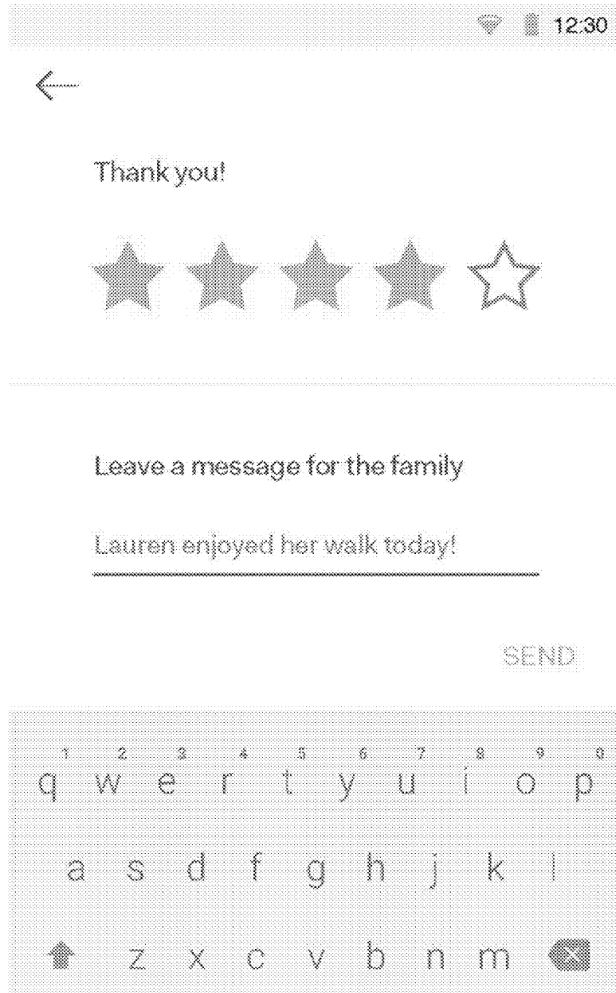 12:30
Thank you!
Leave a message for the family
Lauren enjoyed her walk today!
SEND
1 2 3 4 5 6 7 8 9 0
q w e r t y u i o p
a s d f g h j k l
z x c v b n m